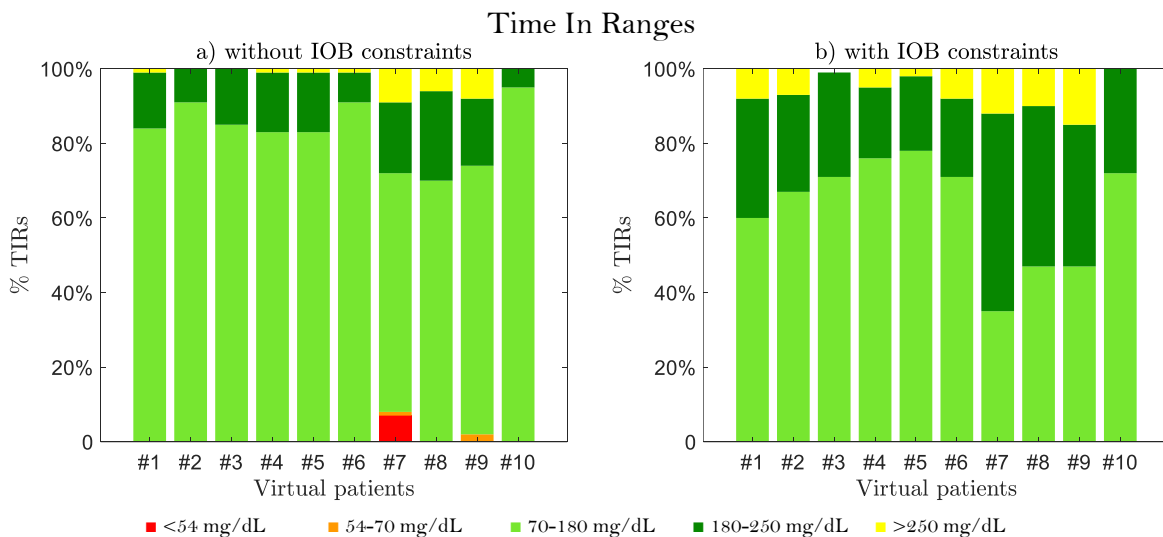 Time In Ranges
a) without IOB constraints
b) with IOB constraints
% TIRs
100%
80%
60%
40%
20%
0
#1 #2 #3 #4 #5 #6 #7 #8 #9 #10
Virtual patients
% TIRs
100%
80%
60%
40%
20%
0
#1 #2 #3 #4 #5 #6 #7 #8 #9 #10
Virtual patients
<54 mg/dL 54-70 mg/dL 70-180 mg/dL 180-250 mg/dL >250 mg/dL